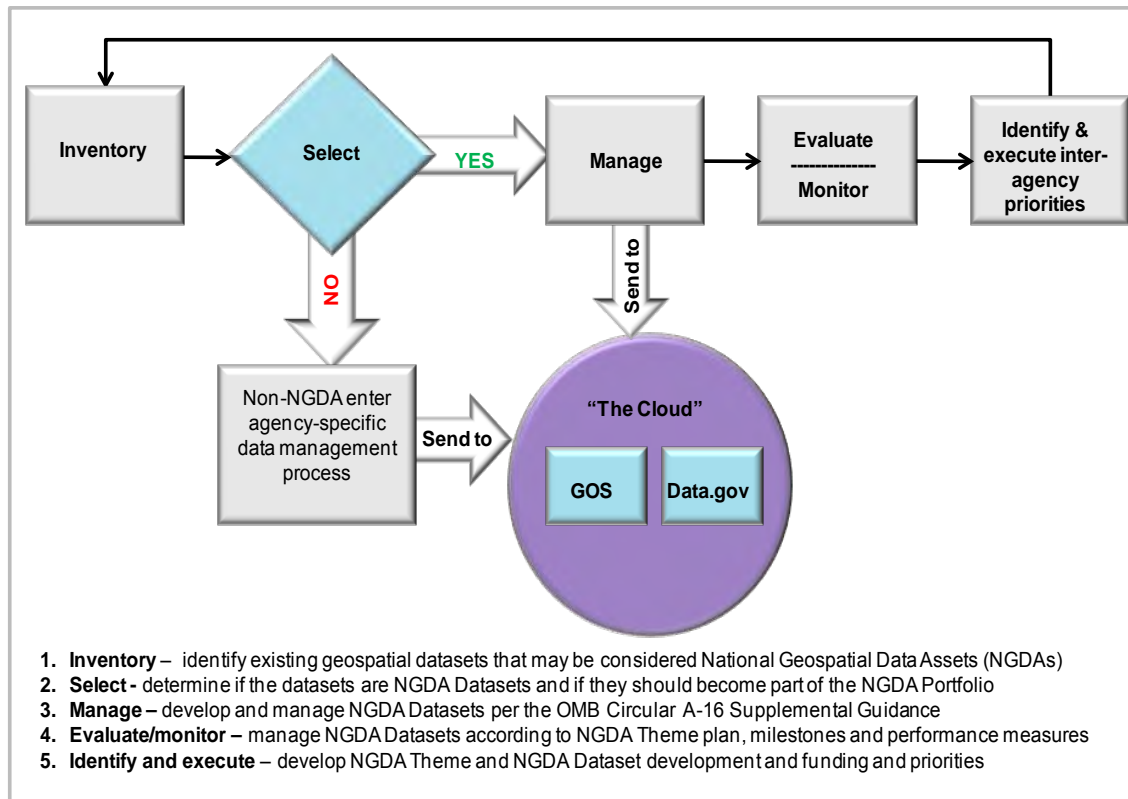 Inventory
Select
YES
Manage
Evaluate
--------------
Monitor
Identify &
execute inter-
agency
priorities
NO
Send to
Non-NGDA enter
agency-specific
data management
process
Send to
“The Cloud”
GOS
Data.gov
1. Inventory – identify existing geospatial datasets that may be considered National Geospatial Data Assets (NGDAs)
2. Select - determine if the datasets are NGDA Datasets and if they should become part of the NGDA Portfolio
3. Manage – develop and manage NGDA Datasets per the OMB Circular A-16 Supplemental Guidance
4. Evaluate/monitor – manage NGDA Datasets according to NGDA Theme plan, milestones and performance measures
5. Identify and execute – develop NGDA Theme and NGDA Dataset development and funding and priorities